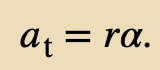 aₜ = rα.